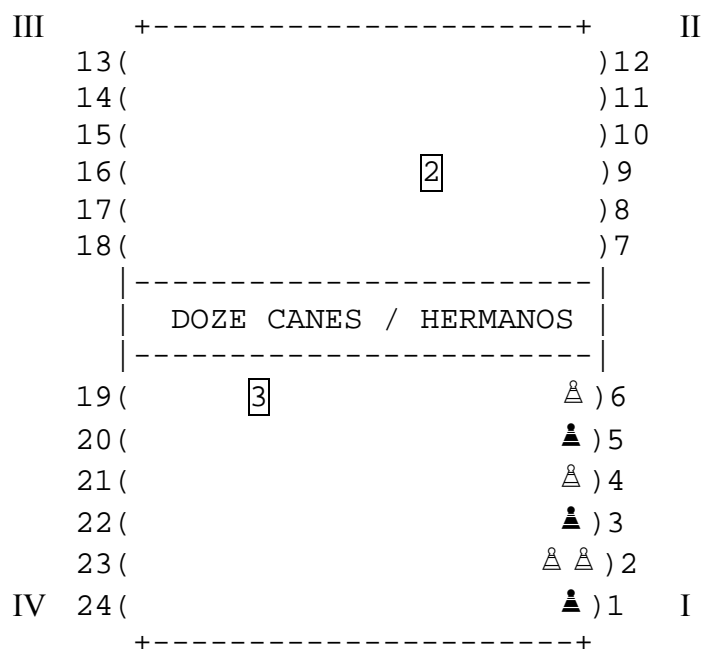 III +-----------------------+ II
13( )12
14( )11
15( )10
16( 2 )9
17( )8
18( )7
|------------------------|
| DOZE CANES / HERMANOS |
|------------------------|
19( 3 ♙ )6
20( ♟ )5
21( ♙ )4
22( ♟ )3
23( ♙ ♙ )2
IV 24( ♟ )1 I
+-----------------------+